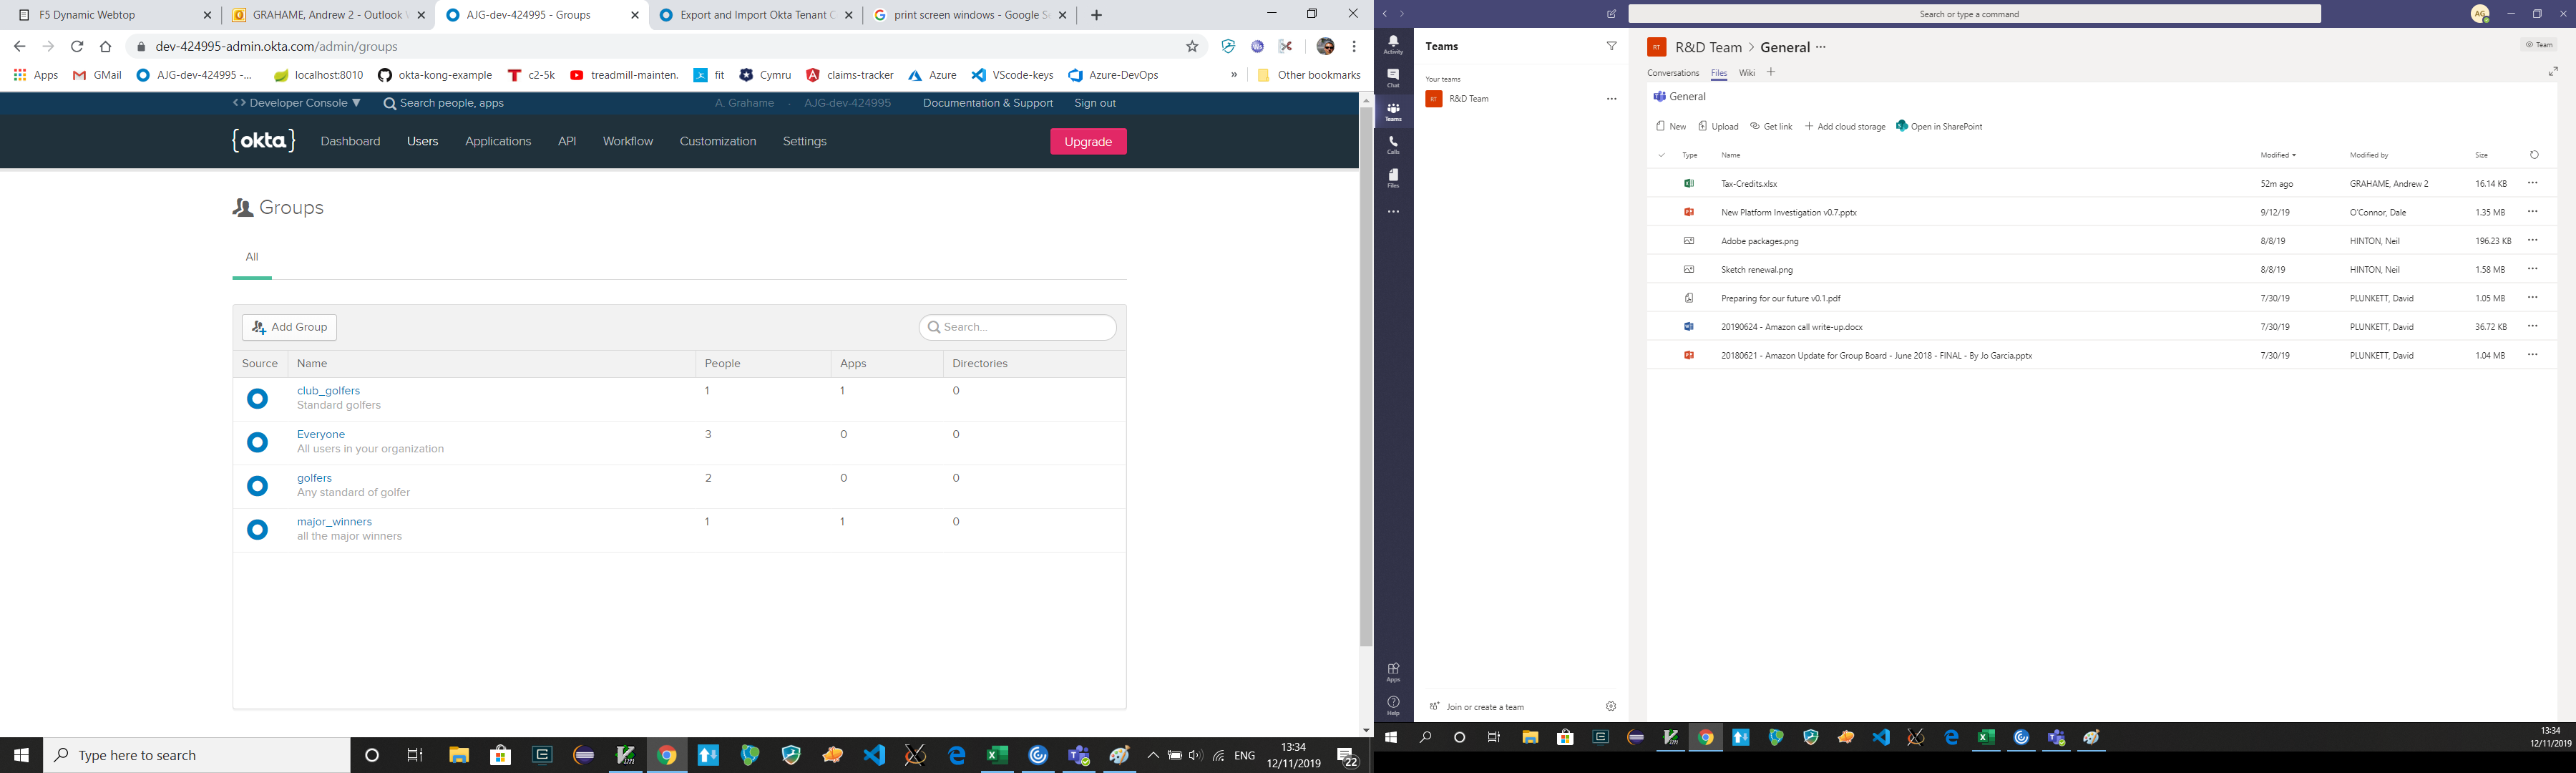 F5 Dynamic Webtop
GRAHAME, Andrew 2 - Outlook
AJG-dev-424995 - Groups
Export and Import Okta Tenant
print screen windows - Google
dev-424995-admin.okta.com/admin/groups
Apps GMail AJG-dev-424995 -... localhost:8010 okta-kong-example c2-5k treadmill-mainten. fit Cymru claims-tracker Azure VScode-keys Azure-DevOps » Other bookmarks
Developer Console Search people, apps A. Grahame · AJG-dev-424995 Documentation & Support Sign out
{okta} Dashboard Users Applications API Workflow Customization Settings Upgrade
Groups
All
Add Group Search...
Source Name People Apps Directories
club_golfers 1 1 0
Standard golfers
Everyone 3 0 0
All users in your organization
golfers 2 0 0
Any standard of golfer
major_winners 1 1 0
all the major winners
Type here to search
ENG
13:34
12/11/2019
22
Search or type a command
AG
Activity
Chat
Teams
Calls
Files
Apps
Help
Teams
Your teams
RT R&D Team
Join or create a team
RT R&D Team > General ··· Team
Conversations Files Wiki
General
New Upload Get link Add cloud storage Open in SharePoint
Type Name Modified Modified by Size
Tax-Credits.xlsx 52m ago GRAHAME, Andrew 2 16.14 KB
New Platform Investigation v0.7.pptx 9/12/19 O'Connor, Dale 1.35 MB
Adobe packages.png 8/8/19 HINTON, Neil 196.23 KB
Sketch renewal.png 8/8/19 HINTON, Neil 1.58 MB
Preparing for our future v0.1.pdf 7/30/19 PLUNKETT, David 1.05 MB
20190624 - Amazon call write-up.docx 7/30/19 PLUNKETT, David 36.72 KB
20180621 - Amazon Update for Group Board - June 2018 - FINAL - By Jo Garcia.pptx 7/30/19 PLUNKETT, David 1.04 MB
13:34
12/11/2019